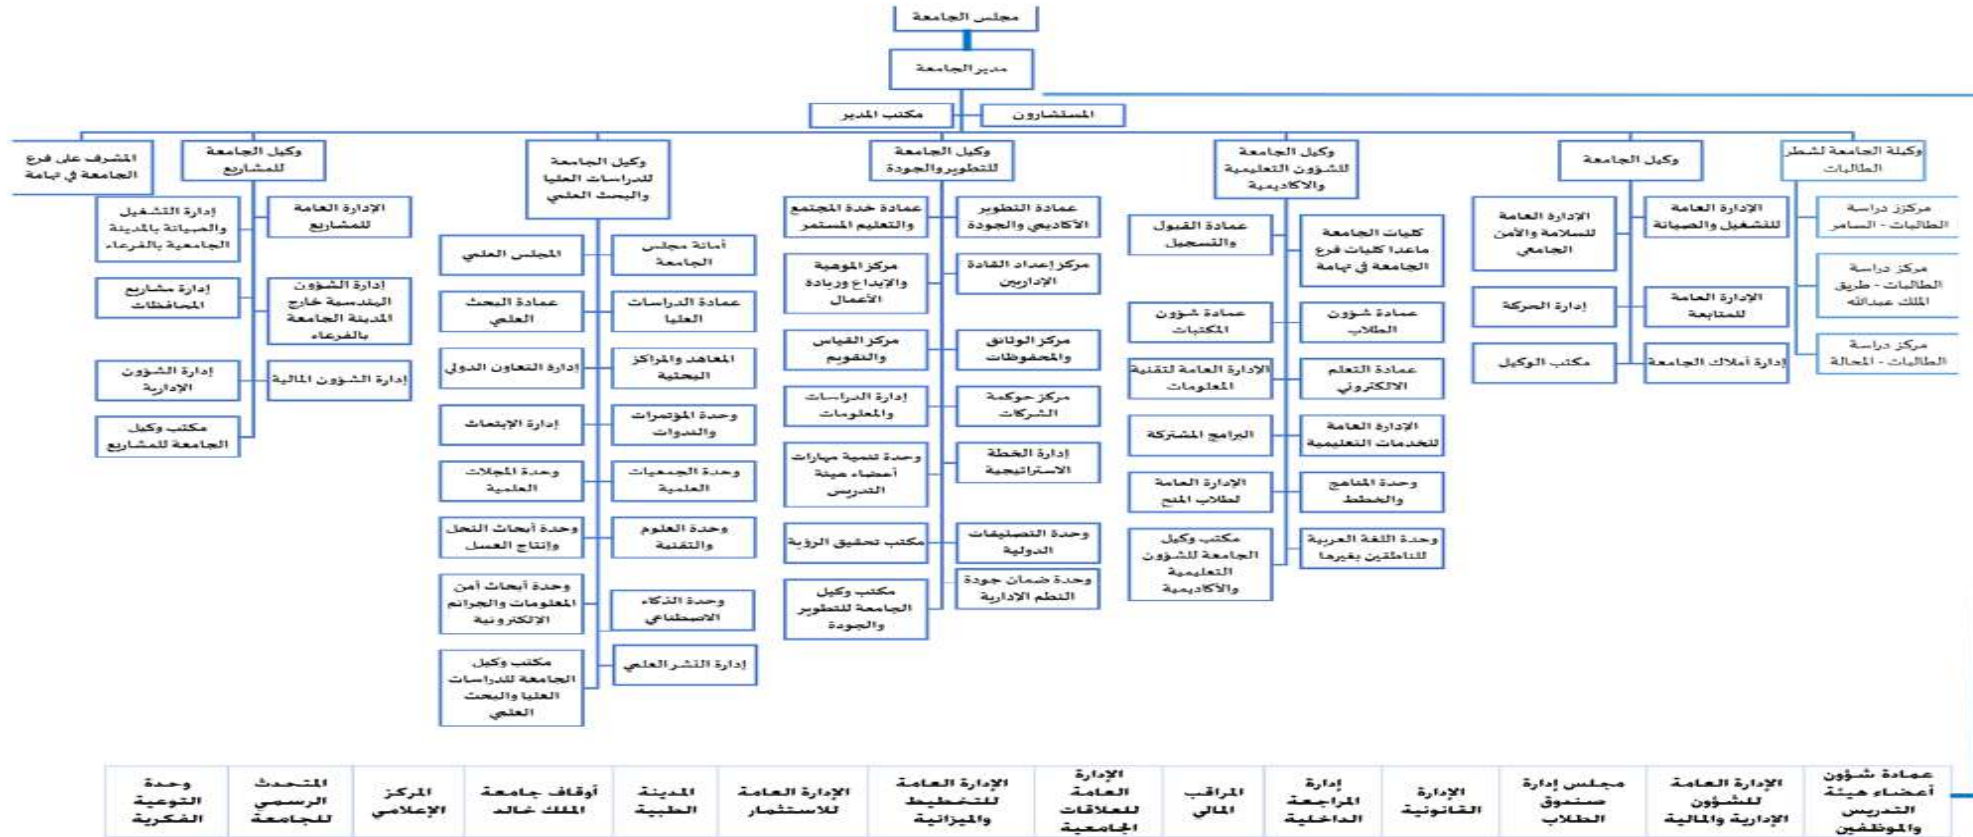 مجلس الجامعة
مدير الجامعة
المستشارون
مكتب المدير
وكيلة الجامعة لشطر
الطالبات
مركزز دراسة
الطالبات - السامر
مركز دراسة
الطالبات - طريق
الملك عبدالله
مركز دراسة
الطالبات - المحالة
وكيل الجامعة
الإدارة العامة
للتشغيل والصيانة
الإدارة العامة
للسلامة والأمن
الجامعي
الإدارة العامة
للمتابعة
إدارة الحركة
إدارة أملاك الجامعة
مكتب الوكيل
وكيل الجامعة
للشؤون التعليمية
والاكاديمية
كليات الجامعة
ماعدا كليات فرع
الجامعة في تهامة
عمادة القبول
والتسجيل
عمادة شؤون
الطلاب
عمادة شؤون
المكتبات
عمادة التعلم
الالكتروني
الإدارة العامة لتقنية
المعلومات
الإدارة العامة
للخدمات التعليمية
البرامج المشتركة
وحدة المناهج
والخطط
الإدارة العامة
لطلاب المنح
وحدة اللغة العربية
للناطقين بغيرها
مكتب وكيل
الجامعة للشؤون
التعليمية
والأكاديمية
وكيل الجامعة
للتطوير والجودة
عمادة التطوير
الأكاديمي والجودة
عمادة خدة المجتمع
والتعليم المستمر
مركز إعداد القادة
الإداريين
مركز الموهبة
والإبداع وريادة
الأعمال
مركز الوثائق
والمحفوظات
مركز القياس
والتقويم
مركز حوكمة
الشركات
إدارة الدراسات
والمعلومات
إدارة الخطة
الاستراتيجية
وحدة تنمية مهارات
أعضاء هيئة
التدريس
وحدة التصنيفات
الدولية
مكتب تحقيق الرؤية
وحدة ضمان جودة
النظم الإدارية
مكتب وكيل
الجامعة للتطوير
والجودة
وكيل الجامعة
للدراسات العليا
والبحث العلمي
أمانة مجلس
الجامعة
المجلس العلمي
عمادة الدراسات
العليا
عمادة البحث
العلمي
المعاهد والمراكز
البحثية
إدارة التعاون الدولي
وحدة المؤتمرات
والندوات
إدارة الإبتعاث
وحدة الجمعيات
العلمية
وحدة المجلات
العلمية
وحدة العلوم
والتقنية
وحدة أبحاث النحل
وإنتاج العسل
وحدة الذكاء
الاصطناعي
وحدة أبحاث أمن
المعلومات والجرائم
الإلكترونية
إدارة النشر العلمي
مكتب وكيل
الجامعة للدراسات
العليا والبحث
العلمي
وكيل الجامعة
للمشاريع
الإدارة العامة
للمشاريع
إدارة التشغيل
والصيانة بالمدينة
الجامعية بالفرعاء
إدارة الشؤون
الهندسية خارج
المدينة الجامعة
بالفرعاء
إدارة مشاريع
المحافظات
إدارة الشؤون المالية
إدارة الشؤون
الإدارية
مكتب وكيل
الجامعة للمشاريع
المشرف على فرع
الجامعة في تهامة
عمادة شؤون
أعضاء هيئة
التدريس
والموظفين
الإدارة العامة
للشؤون
الإدارية والمالية
مجلس إدارة
صندوق
الطلاب
الإدارة
القانونية
إدارة
المراجعة
الداخلية
المراقب
المالي
الإدارة
العامة
للعلاقات
الجامعية
الإدارة العامة
للتخطيط
والميزانية
الإدارة العامة
للاستثمار
المدينة
الطبية
أوقاف جامعة
الملك خالد
المركز
الإعلامي
المتحدث
الرسمي
للجامعة
وحدة
التوعية
الفكرية